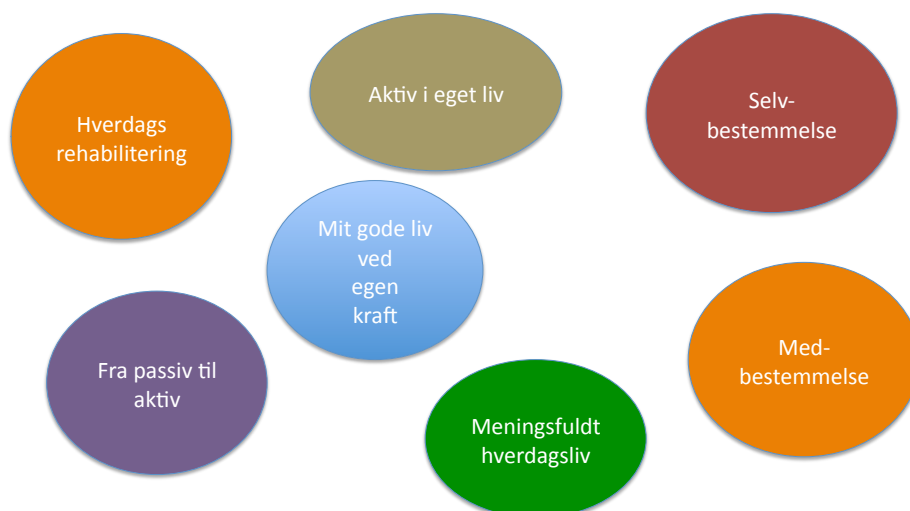 Hverdags
rehabilitering
Aktiv i eget liv
Selv-
bestemmelse
Mit gode liv
ved
egen
kraft
Fra passiv til
aktiv
Meningsfuldt
hverdagsliv
Med-
bestemmelse